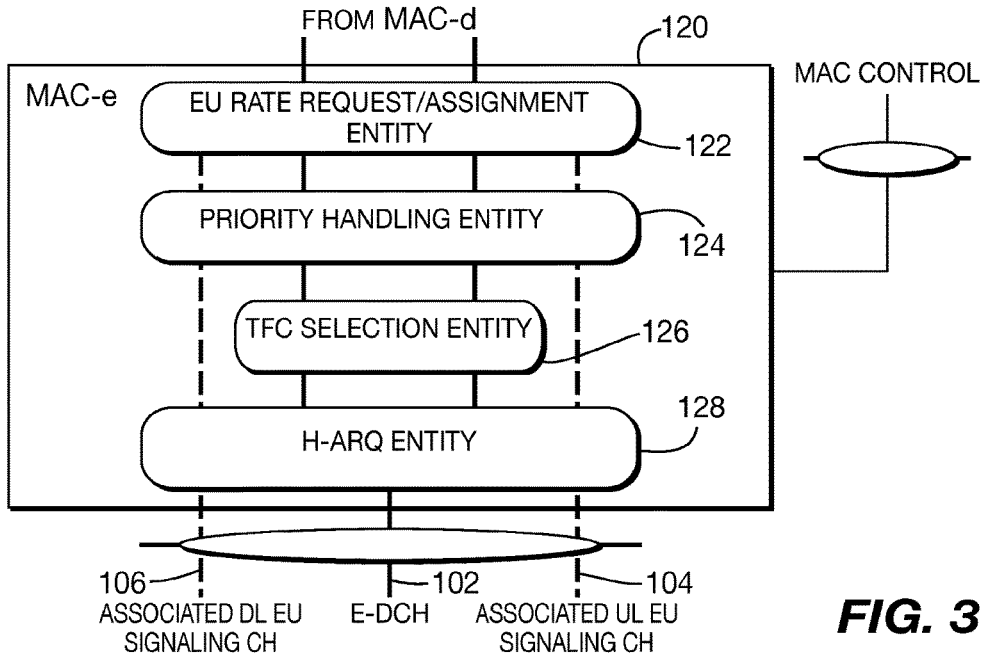 FROM MAC-d
120
MAC CONTROL
MAC-e
EU RATE REQUEST/ASSIGNMENT
ENTITY
122
PRIORITY HANDLING ENTITY
124
TFC SELECTION ENTITY
126
128
H-ARQ ENTITY
106
102
104
ASSOCIATED DL EU
SIGNALING CH
E-DCH
ASSOCIATED UL EU
SIGNALING CH
FIG. 3